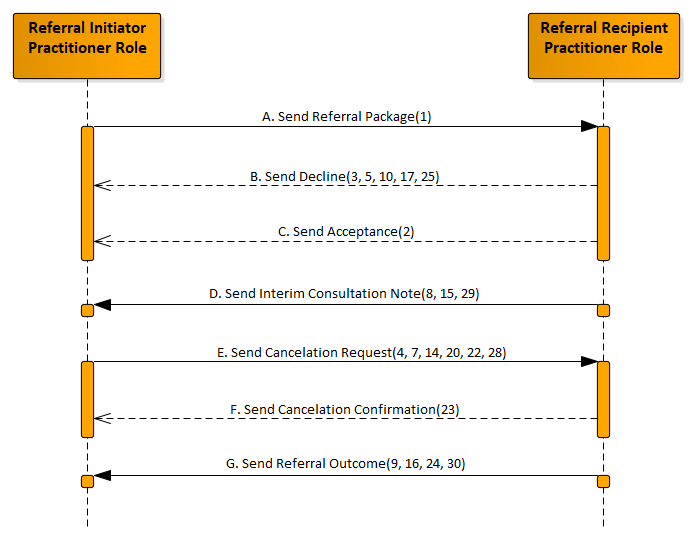 Referral Initiator
Practitioner Role
Referral Recipient
Practitioner Role
A. Send Referral Package(1)
B. Send Decline(3, 5, 10, 17, 25)
C. Send Acceptance(2)
D. Send Interim Consultation Note(8, 15, 29)
E. Send Cancelation Request(4, 7, 14, 20, 22, 28)
F. Send Cancelation Confirmation(23)
G. Send Referral Outcome(9, 16, 24, 30)